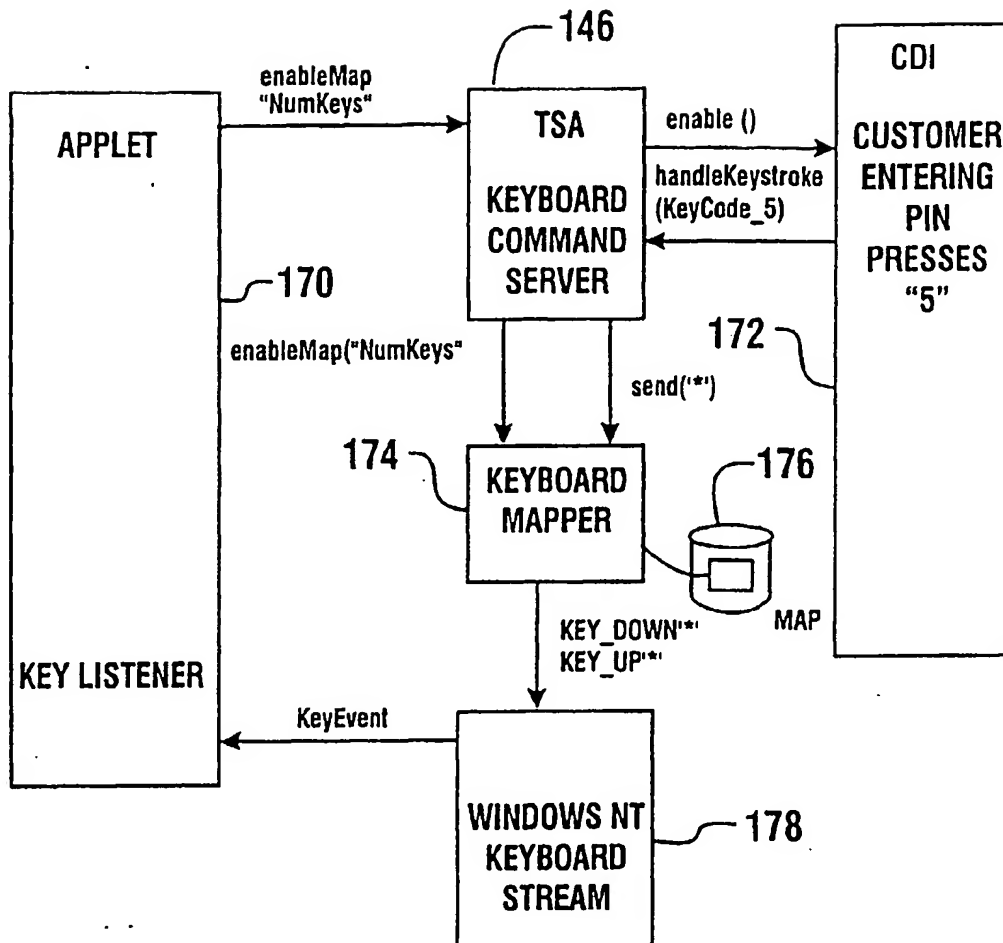 146
enableMap
"NumKeys"
APPLET
TSA
KEYBOARD
COMMAND
SERVER
enable ()
handleKeystroke
(KeyCode_5)
CDI
CUSTOMER
ENTERING
PIN
PRESSES
"5"
170
172
enableMap("NumKeys"
send('*')
174
KEYBOARD
MAPPER
176
MAP
KEY_DOWN'*'
KEY_UP'*'
KEY LISTENER
KeyEvent
WINDOWS NT
KEYBOARD
STREAM
178